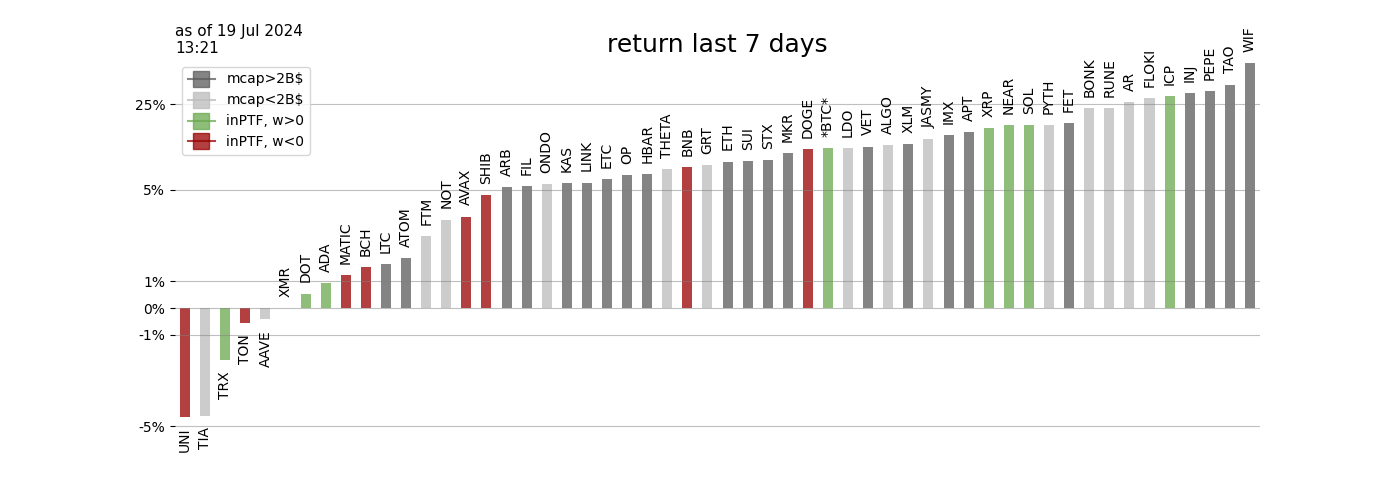 as of 19 Jul 2024
13:21
return last 7 days
mcap>2B$
mcap<2B$
inPTF, w>0
inPTF, w<0
25%
5%
1%
0%
-1%
-5%
UNI
TIA
TRX
TON
AAVE
XMR
DOT
ADA
MATIC
BCH
LTC
ATOM
FTM
NOT
AVAX
SHIB
ARB
FIL
ONDO
KAS
LINK
ETC
OP
HBAR
THETA
BNB
GRT
ETH
SUI
STX
MKR
DOGE
*BTC*
LDO
VET
ALGO
XLM
JASMY
IMX
APT
XRP
NEAR
SOL
PYTH
FET
BONK
RUNE
AR
FLOKI
ICP
INJ
PEPE
TAO
WIF